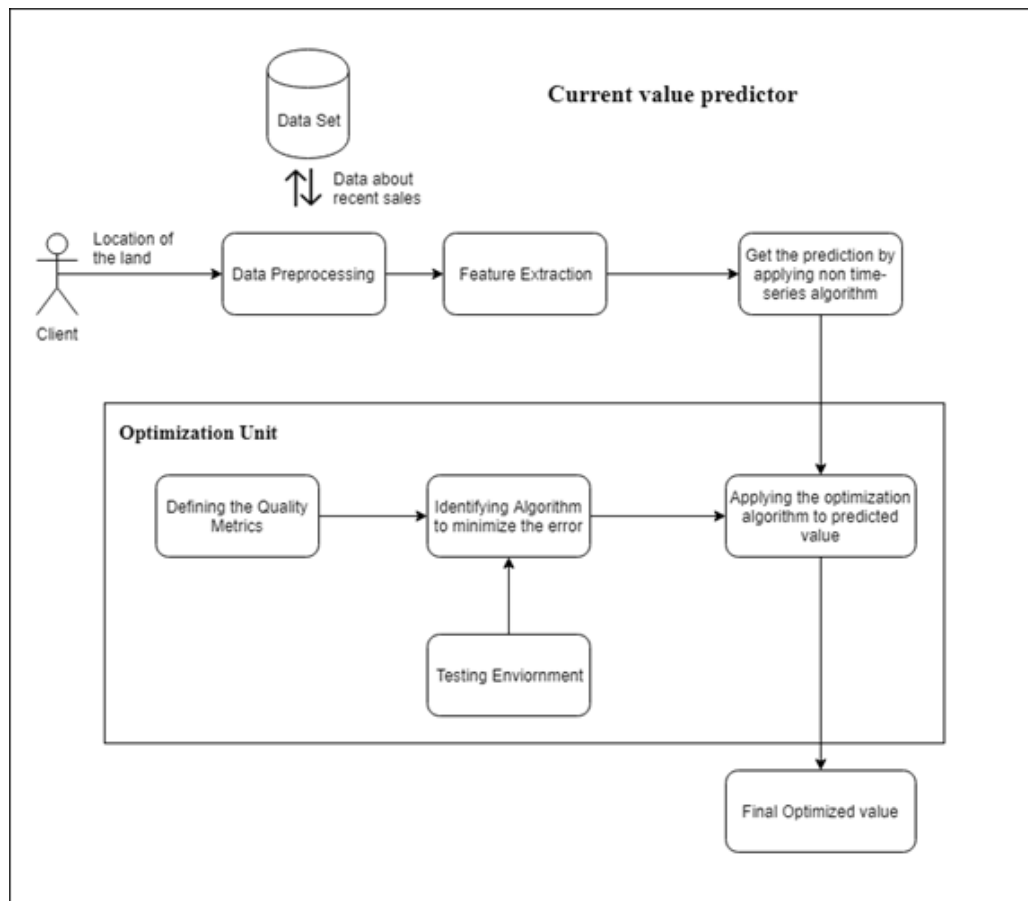 Current value predictor
Data Set
Data about
recent sales
Location of
the land
Client
Data Preprocessing
Feature Extraction
Get the prediction by
applying non time-
series algorithm
Optimization Unit
Defining the Quality
Metrics
Identifying Algorithm
to minimize the error
Applying the optimization
algorithm to predicted
value
Testing Enviornment
Final Optimized value